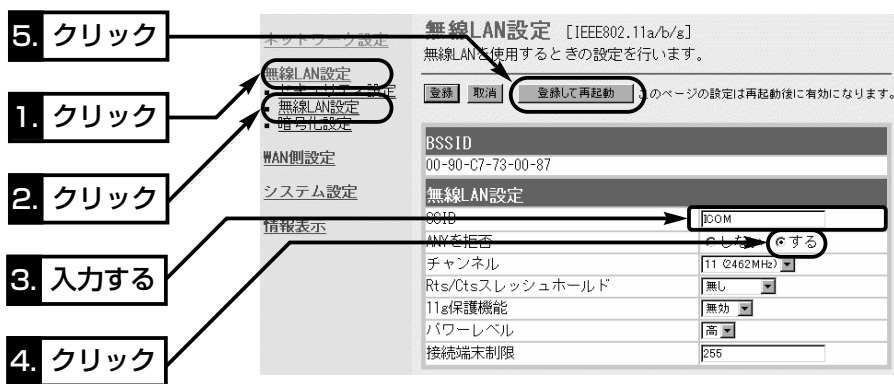 5. クリック
1. クリック
2. クリック
3. 入力する
4. クリック
ネットワーク設定
無線LAN設定
セキュリティ設定
無線LAN設定
暗号化設定
WAN側設定
システム設定
情報表示
無線LAN設定 [IEEE802.11a/b/g]
無線LANを使用するときの設定を行います。
登録 取消 登録して再起動 このページの設定は再起動後に有効になります。
BSSID
00-90-C7-73-00-87
無線LAN設定
SSID ICOM
ANYを拒否 しない する
チャンネル 11 (2462MHz)
Rts/Ctsスレッシュホールド 無し
11g保護機能 無効
パワーレベル 高
接続端末制限 255